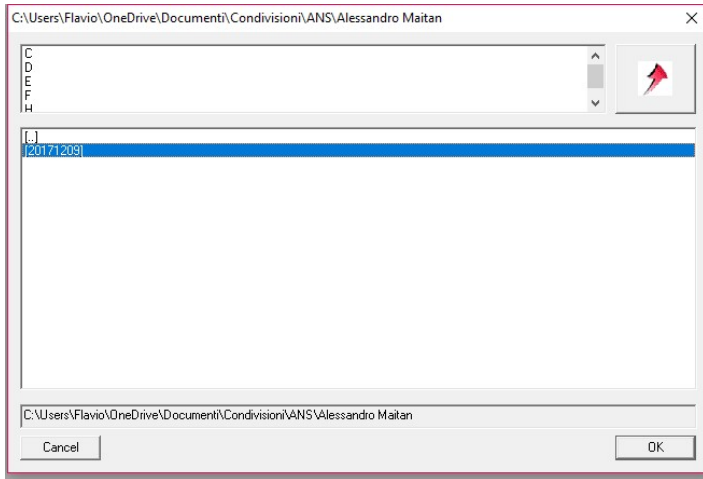 C:\Users\Flavio\OneDrive\Documenti\Condivisioni\ANS\Alessandro Maitan
C
D
E
F
H
[..]
[20171209]
C:\Users\Flavio\OneDrive\Documenti\Condivisioni\ANS\Alessandro Maitan
Cancel
OK